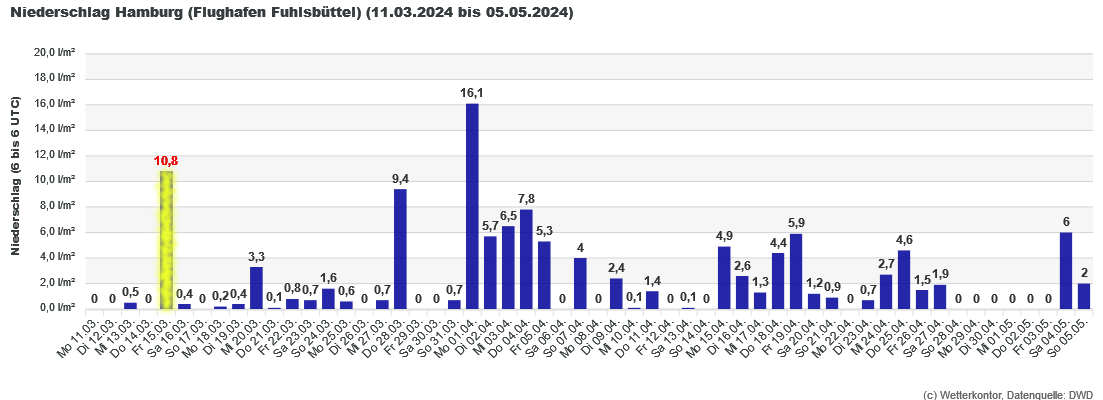 Niederschlag Hamburg (Flughafen Fuhlsbüttel) (11.03.2024 bis 05.05.2024)
Niederschlag (6 bis 6 UTC)
20,0 l/m²
18,0 l/m²
16,0 l/m²
14,0 l/m²
12,0 l/m²
10,0 l/m²
8,0 l/m²
6,0 l/m²
4,0 l/m²
2,0 l/m²
0,0 l/m²
0 0 0,5 0 10,8 0,4 0 0,2 0,4 3,3 0,1 0,8 0,7 1,6 0,6 0 0,7 9,4 0 0 0,7 16,1 5,7 6,5 7,8 5,3 0 4 0 2,4 0,1 1,4 0 0,1 0 4,9 2,6 1,3 4,4 5,9 1,2 0,9 0 0,7 2,7 4,6 1,5 1,9 0 0 0 0 0 0 6 2
Mo 11.03.
Di 12.03.
Mi 13.03.
Do 14.03.
Fr 15.03.
Sa 16.03.
So 17.03.
Mo 18.03.
Di 19.03.
Mi 20.03.
Do 21.03.
Fr 22.03.
Sa 23.03.
So 24.03.
Mo 25.03.
Di 26.03.
Mi 27.03.
Do 28.03.
Fr 29.03.
Sa 30.03.
So 31.03.
Mo 01.04.
Di 02.04.
Mi 03.04.
Do 04.04.
Fr 05.04.
Sa 06.04.
So 07.04.
Mo 08.04.
Di 09.04.
Mi 10.04.
Do 11.04.
Fr 12.04.
Sa 13.04.
So 14.04.
Mo 15.04.
Di 16.04.
Mi 17.04.
Do 18.04.
Fr 19.04.
Sa 20.04.
So 21.04.
Mo 22.04.
Di 23.04.
Mi 24.04.
Do 25.04.
Fr 26.04.
Sa 27.04.
So 28.04.
Mo 29.04.
Di 30.04.
Mi 01.05.
Do 02.05.
Fr 03.05.
Sa 04.05.
So 05.05.
(c) Wetterkontor, Datenquelle: DWD